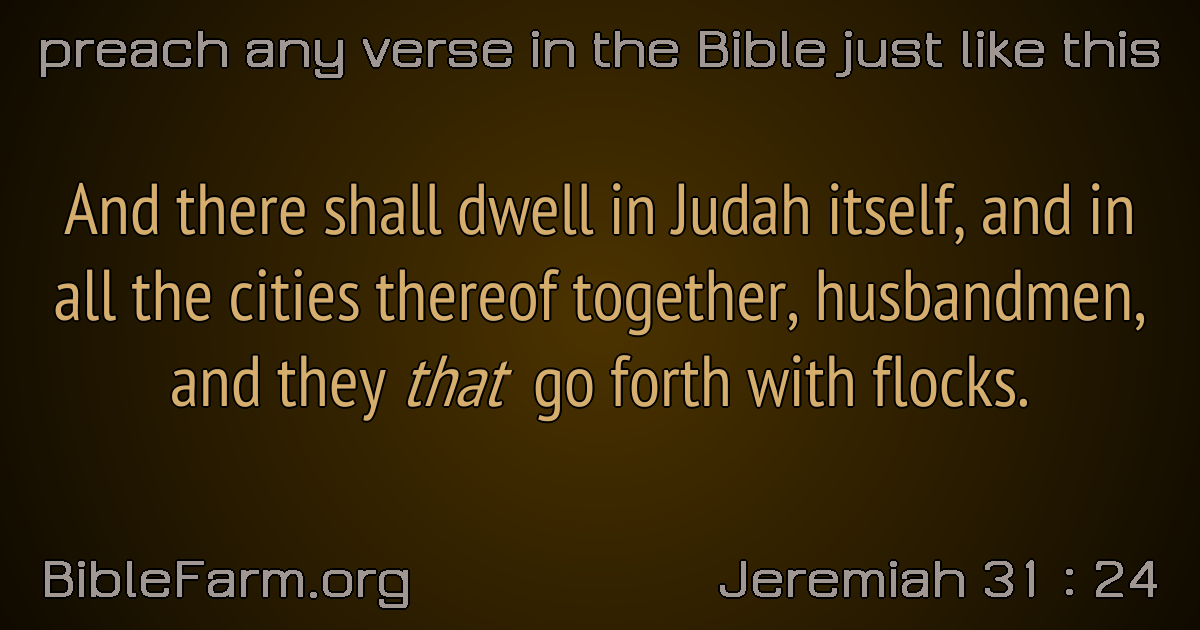 preach any verse in the Bible just like this
And there shall dwell in Judah itself, and in
all the cities thereof together, husbandmen,
and they that go forth with flocks.
BibleFarm.org
Jeremiah 31 : 24